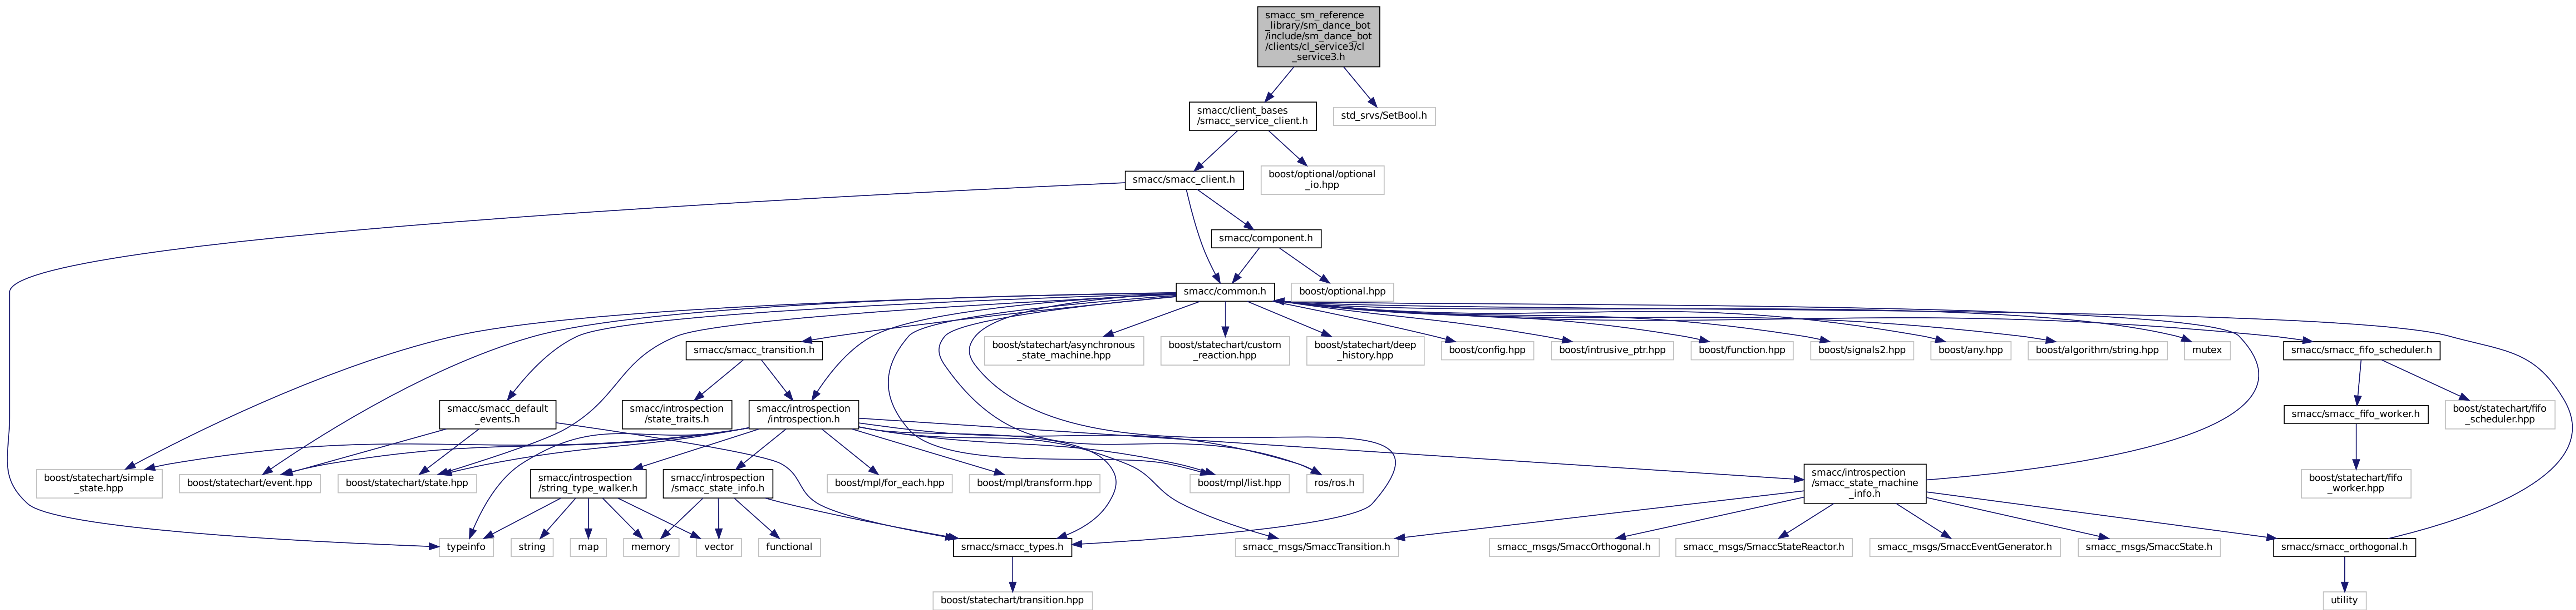 smacc_sm_reference
_library/sm_dance_bot
/include/sm_dance_bot
/clients/cl_service3/cl
_service3.h
smacc/client_bases
/smacc_service_client.h
std_srvs/SetBool.h
smacc/smacc_client.h
boost/optional/optional
_io.hpp
smacc/component.h
smacc/common.h
boost/optional.hpp
smacc/smacc_transition.h
boost/statechart/asynchronous
_state_machine.hpp
boost/statechart/custom
_reaction.hpp
boost/statechart/deep
_history.hpp
boost/config.hpp
boost/intrusive_ptr.hpp
boost/function.hpp
boost/signals2.hpp
boost/any.hpp
boost/algorithm/string.hpp
mutex
smacc/smacc_fifo_scheduler.h
smacc/smacc_default
_events.h
smacc/introspection
/state_traits.h
smacc/introspection
/introspection.h
smacc/smacc_fifo_worker.h
boost/statechart/fifo
_scheduler.hpp
boost/statechart/simple
_state.hpp
boost/statechart/event.hpp
boost/statechart/state.hpp
smacc/introspection
/string_type_walker.h
smacc/introspection
/smacc_state_info.h
boost/mpl/for_each.hpp
boost/mpl/transform.hpp
boost/mpl/list.hpp
ros/ros.h
smacc/introspection
/smacc_state_machine
_info.h
boost/statechart/fifo
_worker.hpp
typeinfo
string
map
memory
vector
functional
smacc/smacc_types.h
smacc_msgs/SmaccTransition.h
smacc_msgs/SmaccOrthogonal.h
smacc_msgs/SmaccStateReactor.h
smacc_msgs/SmaccEventGenerator.h
smacc_msgs/SmaccState.h
smacc/smacc_orthogonal.h
boost/statechart/transition.hpp
utility